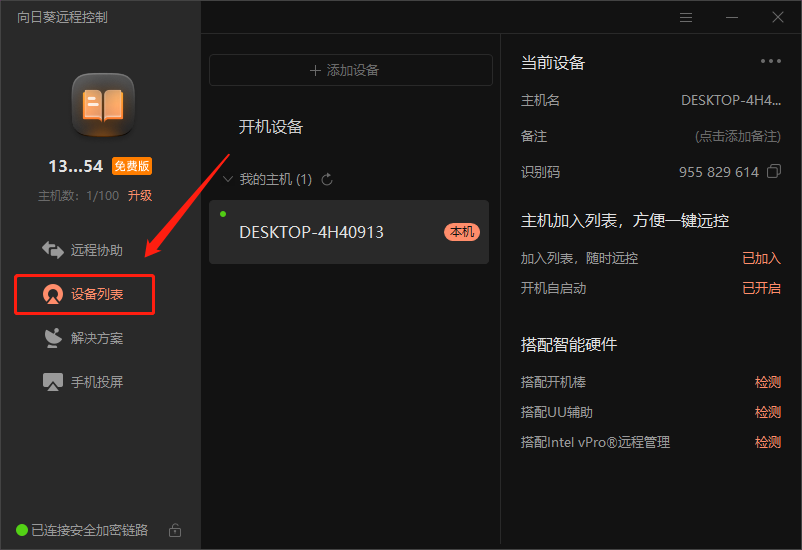 向日葵远程控制
13...54 免费版
主机数：1/100 升级
远程协助
设备列表
解决方案
手机投屏
已连接安全加密链路
＋ 添加设备
开机设备
我的主机 (1)
DESKTOP-4H40913 本机
当前设备
主机名 DESKTOP-4H4...
备注 (点击添加备注)
识别码 955 829 614
主机加入列表，方便一键远控
加入列表，随时远控 已加入
开机自启动 已开启
搭配智能硬件
搭配开机棒 检测
搭配UU辅助 检测
搭配Intel vPro®远程管理 检测